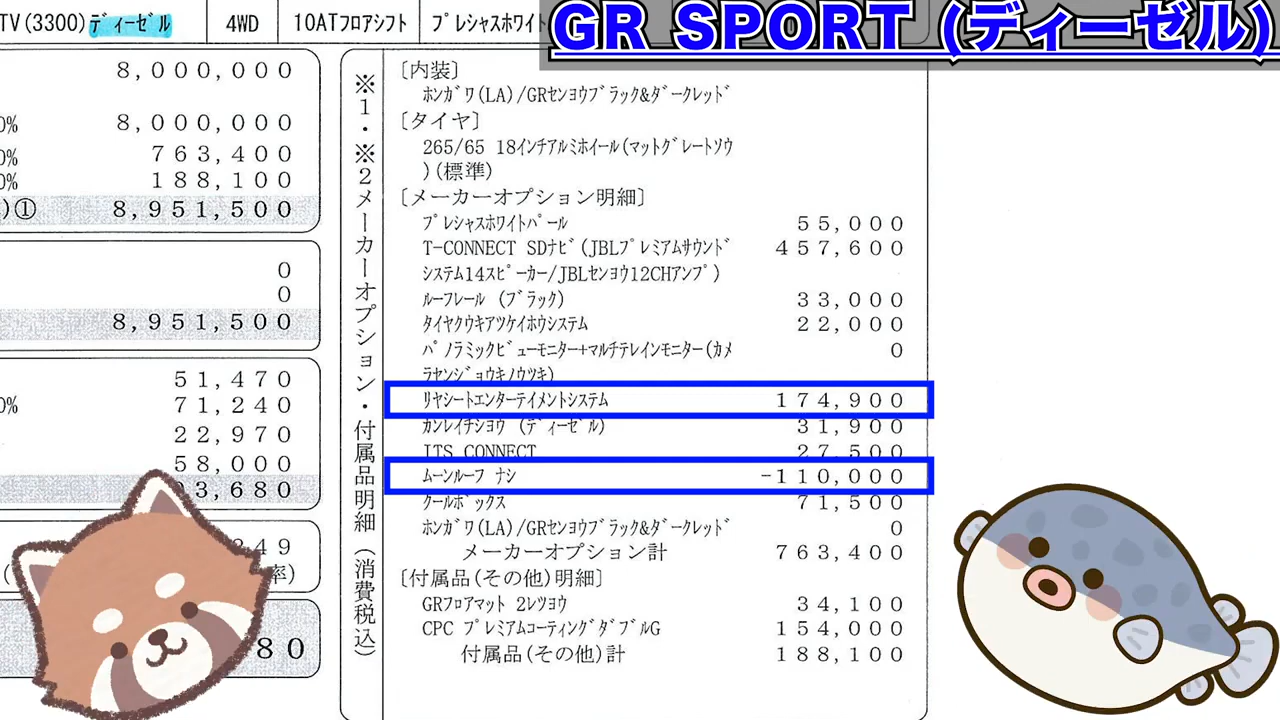 GR SPORT (ディーゼル)
TV(3300)ディーゼル 4WD 10ATフロアシフト プレシャスホワイト
8,000,000
0% 8,000,000
0% 763,400
0% 188,100
)① 8,951,500
0
0
8,951,500
51,470
0% 71,240
22,970
58,000
3,680
249
80
※1・※2メーカーオプション・付属品明細（消費税込）
〔内装〕
ホンガワ(LA)/GRセンヨウブラック&ダークレッド
〔タイヤ〕
265/65 18インチアルミホイール(マットグレートソウ
)(標準)
〔メーカーオプション明細〕
プレシャスホワイトパール 55,000
T-CONNECT SDナビ(JBLプレミアムサウンド 457,600
システム14スピーカー/JBLセンヨウ12CHアンプ)
ルーフレール (ブラック) 33,000
タイヤクウキアツケイホウシステム 22,000
パノラミックビューモニター+マルチテレインモニター(カメ 0
ラセンジョウキノウツキ)
リヤシートエンターテイメントシステム 174,900
カンレイチショウ (ディーゼル) 31,900
ITS CONNECT 27,500
ムーンルーフ ナシ -110,000
クールボックス 71,500
ホンガワ(LA)/GRセンヨウブラック&ダークレッド 0
メーカーオプション計 763,400
〔付属品(その他)明細〕
GRフロアマット 2レツヨウ 34,100
CPC プレミアムコーティングダブルG 154,000
付属品(その他)計 188,100